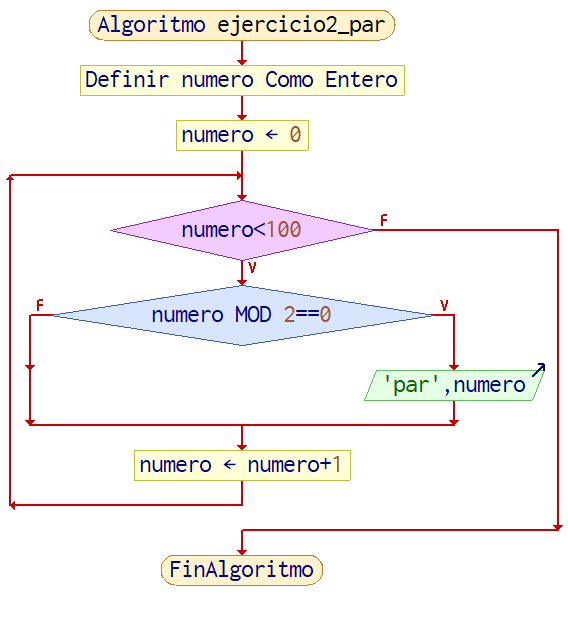 Algoritmo ejercicio2_par
Definir numero Como Entero
numero ← 0
numero<100
F
V
numero MOD 2==0
F
V
'par',numero
numero ← numero+1
FinAlgoritmo